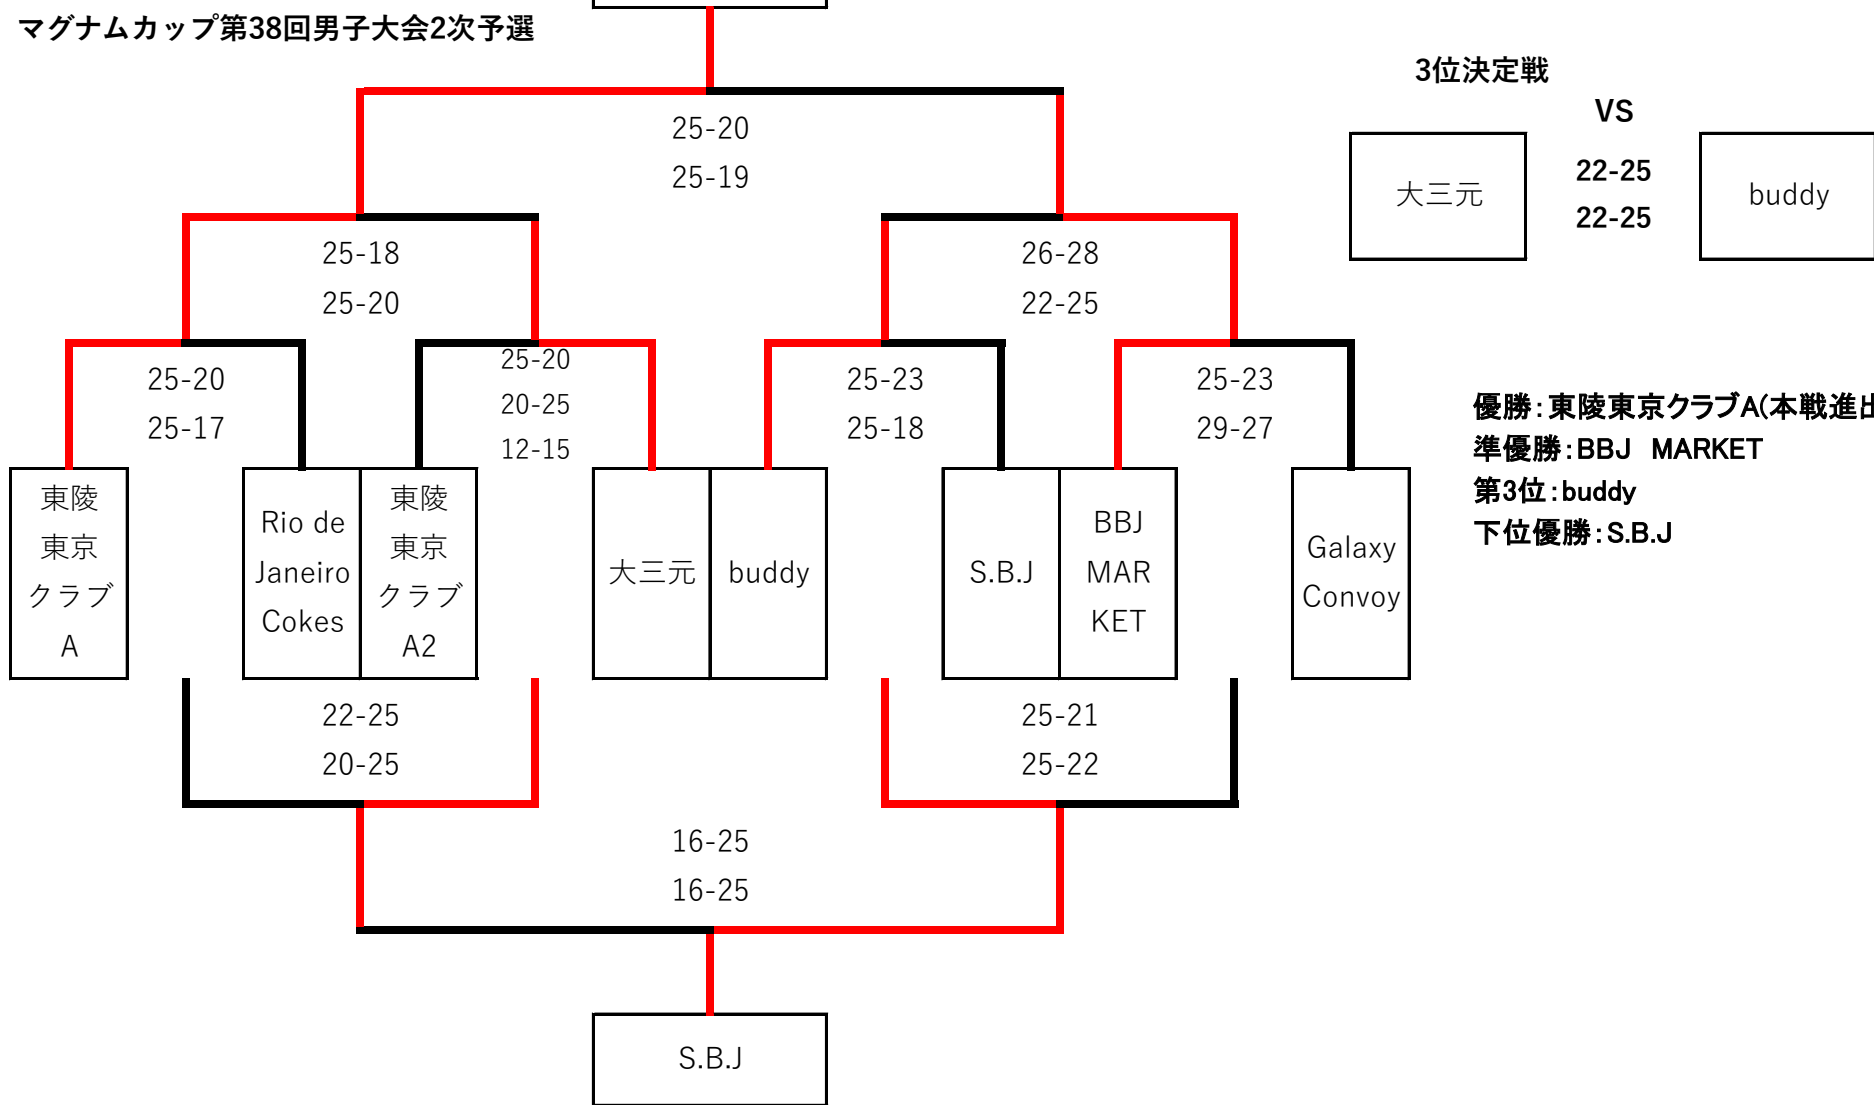 マグナムカップ第38回男子大会2次予選
3位決定戦
VS
22-25
22-25
大三元
buddy
25-20
25-19
25-18
25-20
26-28
22-25
25-20
25-17
25-20
20-25
12-15
25-23
25-18
25-23
29-27
優勝：東陵東京クラブA(本戦進出
準優勝：BBJ　MARKET
第3位：buddy
下位優勝：S.B.J
東陵
東京
クラブ
A
Rio de
Janeiro
Cokes
東陵
東京
クラブ
A2
大三元
buddy
S.B.J
BBJ
MAR
KET
Galaxy
Convoy
22-25
20-25
25-21
25-22
16-25
16-25
S.B.J